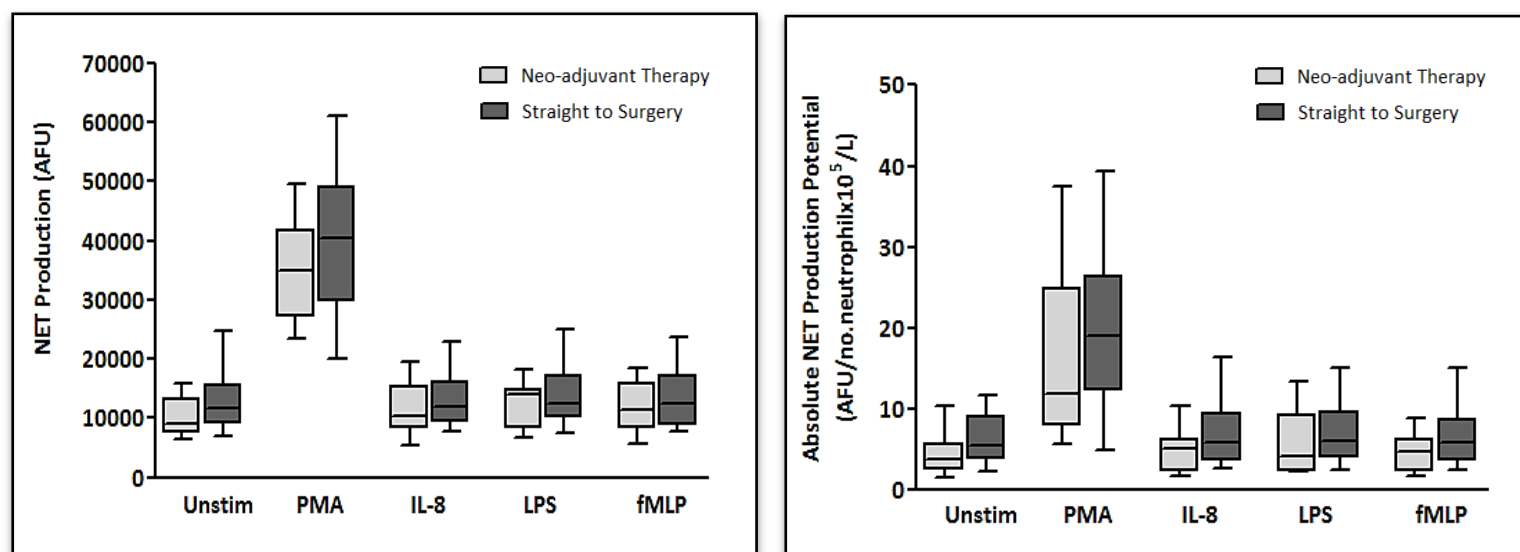 NET Production (AFU)
70000
60000
50000
40000
30000
20000
10000
0
Neo-adjuvant Therapy
Straight to Surgery
Unstim PMA IL-8 LPS fMLP
Absolute NET Production Potential
(AFU/no.neutrophilx10⁵/L)
50
40
30
20
10
0
Neo-adjuvant Therapy
Straight to Surgery
Unstim PMA IL-8 LPS fMLP